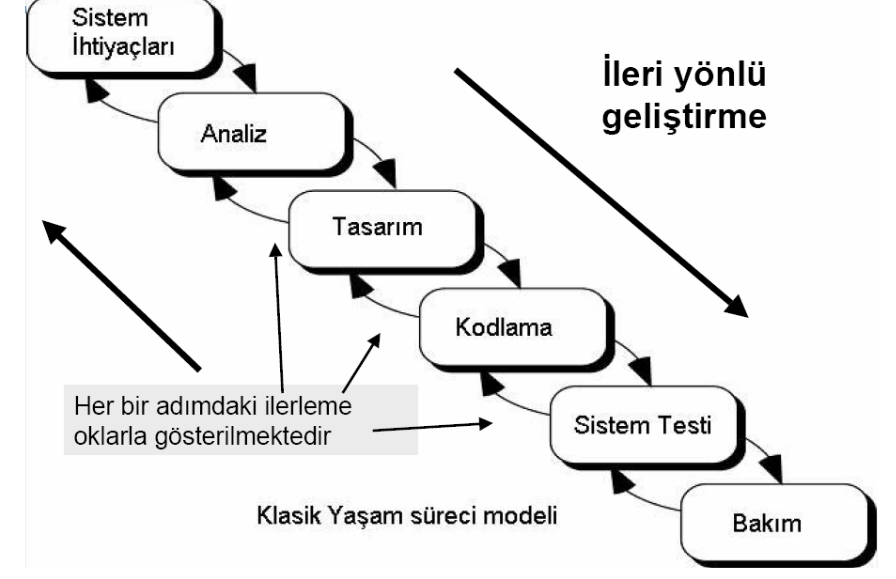 Sistem
İhtiyaçları
İleri yönlü
geliştirme
Analiz
Tasarım
Kodlama
Her bir adımdaki ilerleme
oklarla gösterilmektedir
Sistem Testi
Klasik Yaşam süreci modeli
Bakım